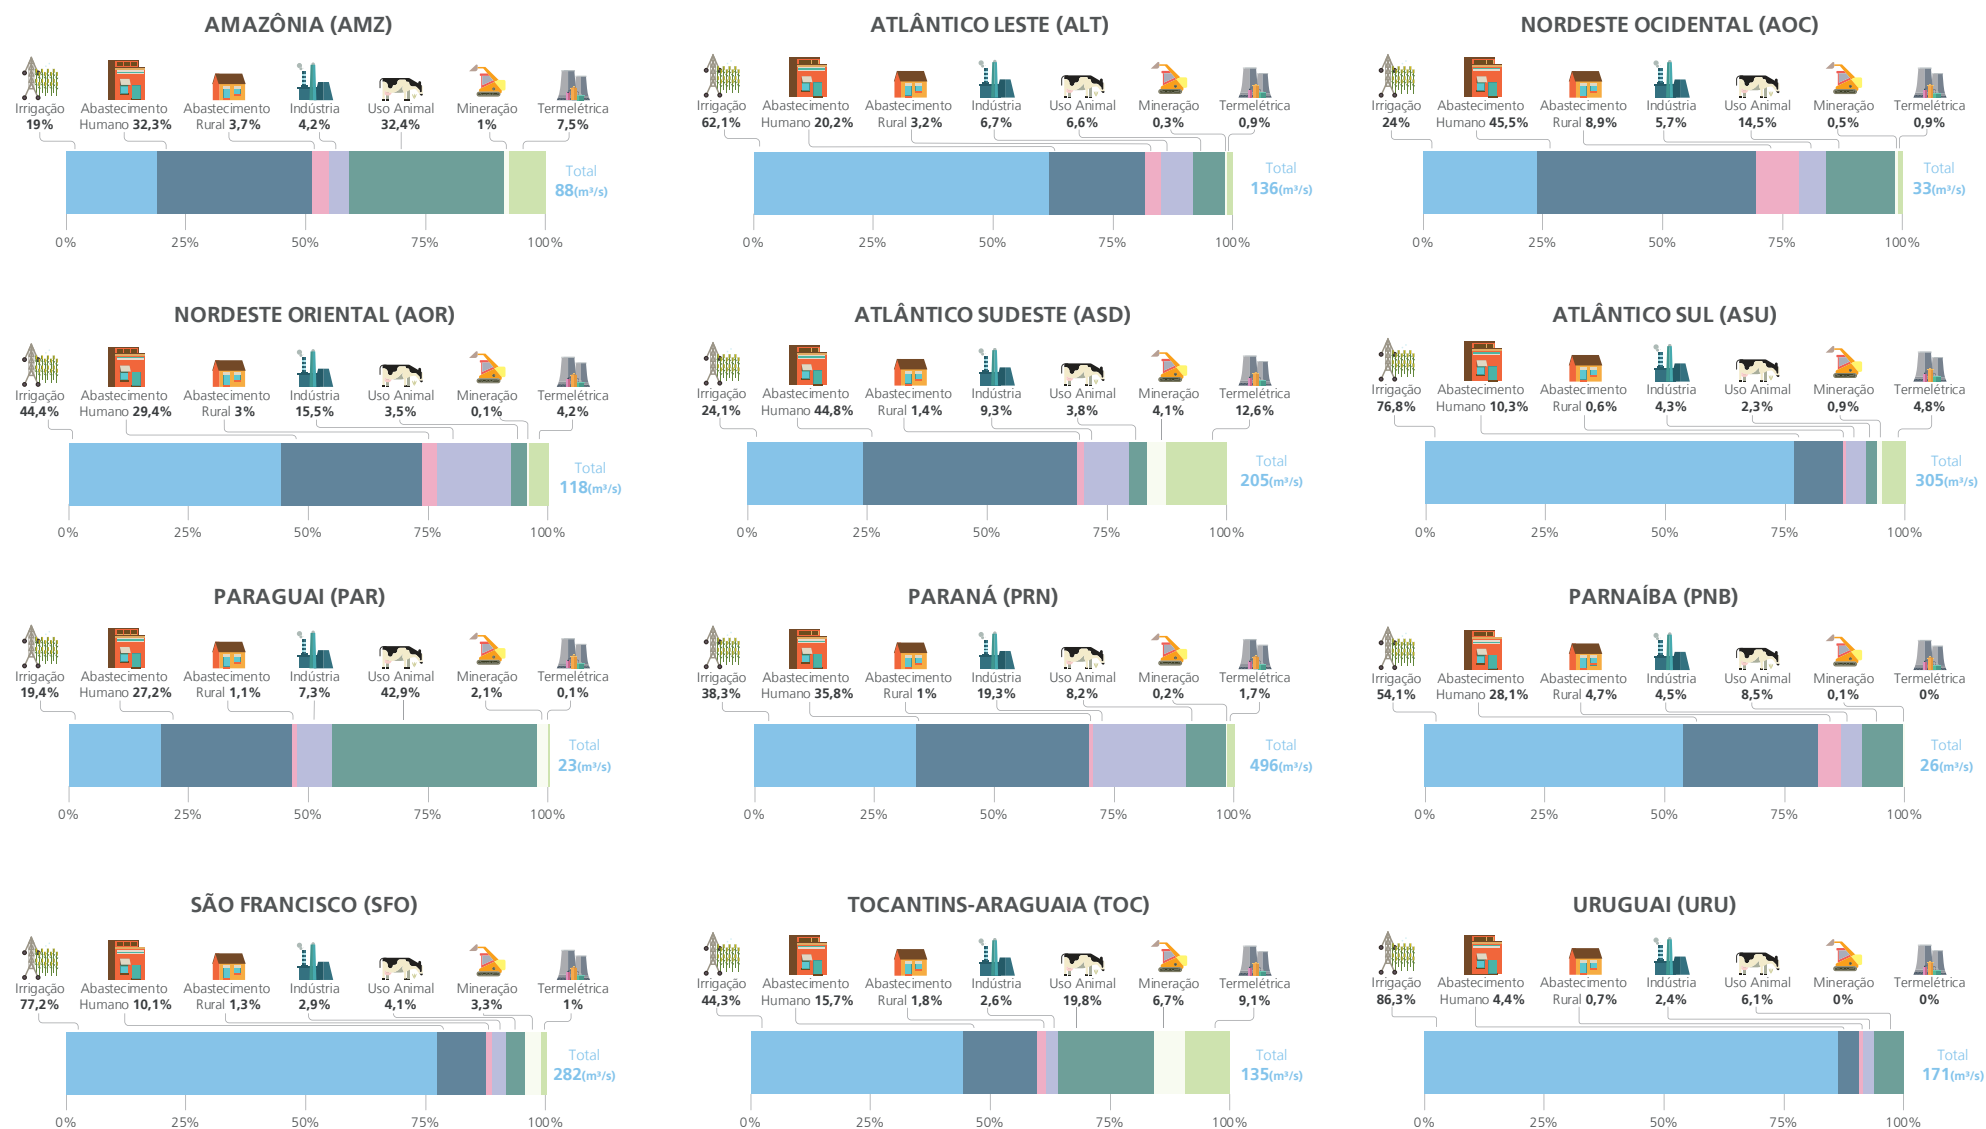 AMAZÔNIA (AMZ)
Irrigação Abastecimento Abastecimento Indústria Uso Animal Mineração Termelétrica
19% Humano 32,3% Rural 3,7% 4,2% 32,4% 1% 7,5%
Total
88(m³/s)
0% 25% 50% 75% 100%
ATLÂNTICO LESTE (ALT)
Irrigação Abastecimento Abastecimento Indústria Uso Animal Mineração Termelétrica
62,1% Humano 20,2% Rural 3,2% 6,7% 6,6% 0,3% 0,9%
Total
136(m³/s)
0% 25% 50% 75% 100%
NORDESTE OCIDENTAL (AOC)
Irrigação Abastecimento Abastecimento Indústria Uso Animal Mineração Termelétrica
24% Humano 45,5% Rural 8,9% 5,7% 14,5% 0,5% 0,9%
Total
33(m³/s)
0% 25% 50% 75% 100%
NORDESTE ORIENTAL (AOR)
Irrigação Abastecimento Abastecimento Indústria Uso Animal Mineração Termelétrica
44,4% Humano 29,4% Rural 3% 15,5% 3,5% 0,1% 4,2%
Total
118(m³/s)
0% 25% 50% 75% 100%
ATLÂNTICO SUDESTE (ASD)
Irrigação Abastecimento Abastecimento Indústria Uso Animal Mineração Termelétrica
24,1% Humano 44,8% Rural 1,4% 9,3% 3,8% 4,1% 12,6%
Total
205(m³/s)
0% 25% 50% 75% 100%
ATLÂNTICO SUL (ASU)
Irrigação Abastecimento Abastecimento Indústria Uso Animal Mineração Termelétrica
76,8% Humano 10,3% Rural 0,6% 4,3% 2,3% 0,9% 4,8%
Total
305(m³/s)
0% 25% 50% 75% 100%
PARAGUAI (PAR)
Irrigação Abastecimento Abastecimento Indústria Uso Animal Mineração Termelétrica
19,4% Humano 27,2% Rural 1,1% 7,3% 42,9% 2,1% 0,1%
Total
23(m³/s)
0% 25% 50% 75% 100%
PARANÁ (PRN)
Irrigação Abastecimento Abastecimento Indústria Uso Animal Mineração Termelétrica
38,3% Humano 35,8% Rural 1% 19,3% 8,2% 0,2% 1,7%
Total
496(m³/s)
0% 25% 50% 75% 100%
PARNAÍBA (PNB)
Irrigação Abastecimento Abastecimento Indústria Uso Animal Mineração Termelétrica
54,1% Humano 28,1% Rural 4,7% 4,5% 8,5% 0,1% 0%
Total
26(m³/s)
0% 25% 50% 75% 100%
SÃO FRANCISCO (SFO)
Irrigação Abastecimento Abastecimento Indústria Uso Animal Mineração Termelétrica
77,2% Humano 10,1% Rural 1,3% 2,9% 4,1% 3,3% 1%
Total
282(m³/s)
0% 25% 50% 75% 100%
TOCANTINS-ARAGUAIA (TOC)
Irrigação Abastecimento Abastecimento Indústria Uso Animal Mineração Termelétrica
44,3% Humano 15,7% Rural 1,8% 2,6% 19,8% 6,7% 9,1%
Total
135(m³/s)
0% 25% 50% 75% 100%
URUGUAI (URU)
Irrigação Abastecimento Abastecimento Indústria Uso Animal Mineração Termelétrica
86,3% Humano 4,4% Rural 0,7% 2,4% 6,1% 0% 0%
Total
171(m³/s)
0% 25% 50% 75% 100%